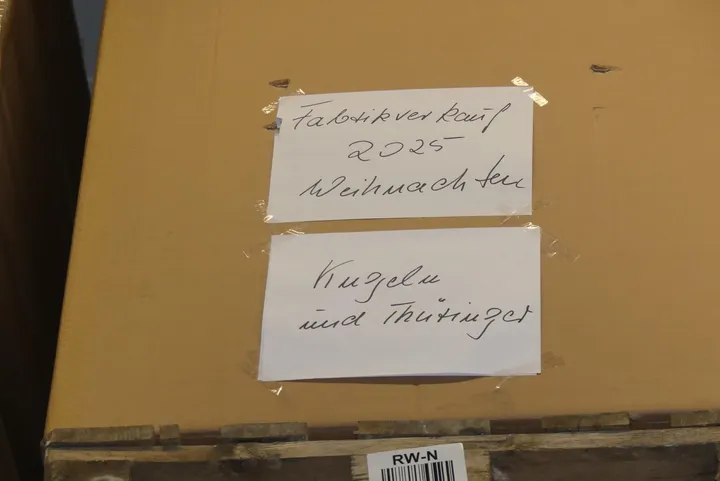 Fabrikverkauf
2025
Weihnachten
Kugeln
und Thüringer
RW-N